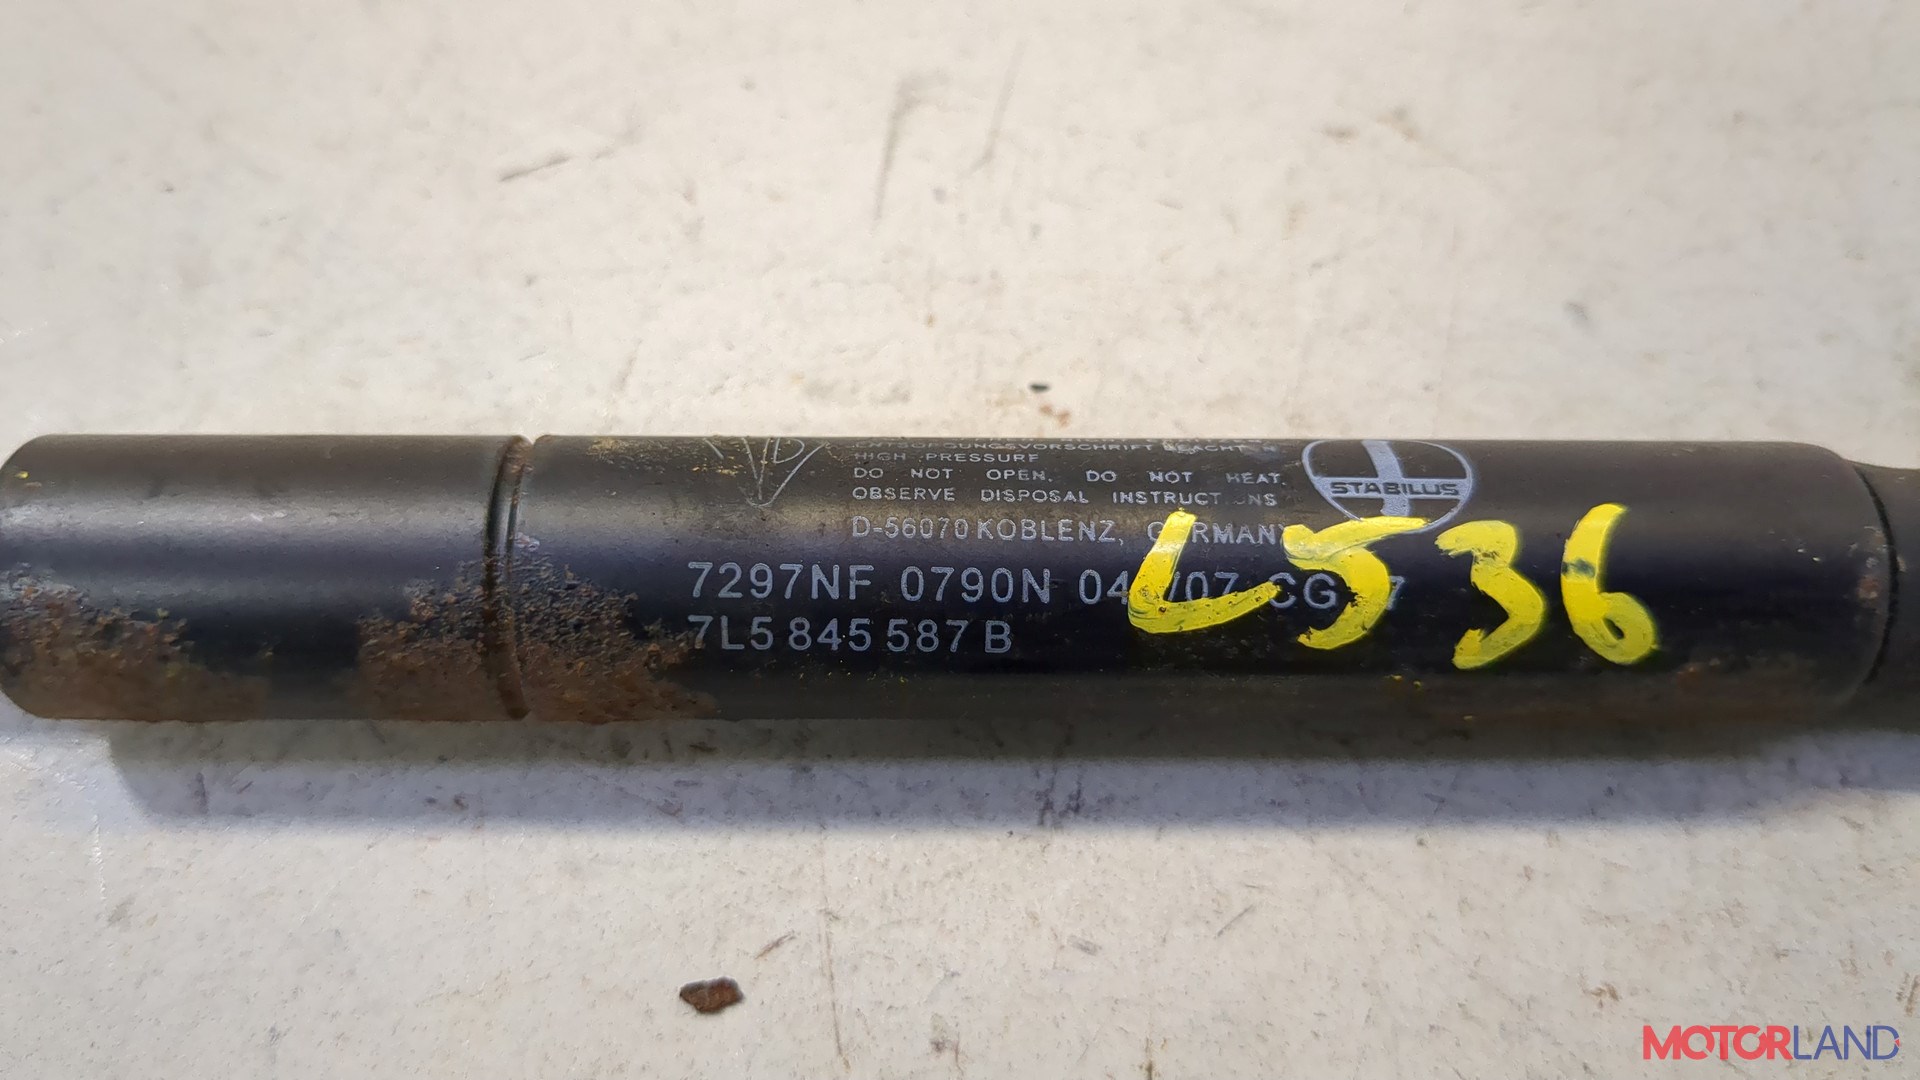 HIGH PRESSURE
DO NOT OPEN. DO NOT HEAT.
OBSERVE DISPOSAL
D-56070 KOBLENZ,
STABILUS
7297NF 0790N
7L5 845 587 B
L536
MOTORLAND